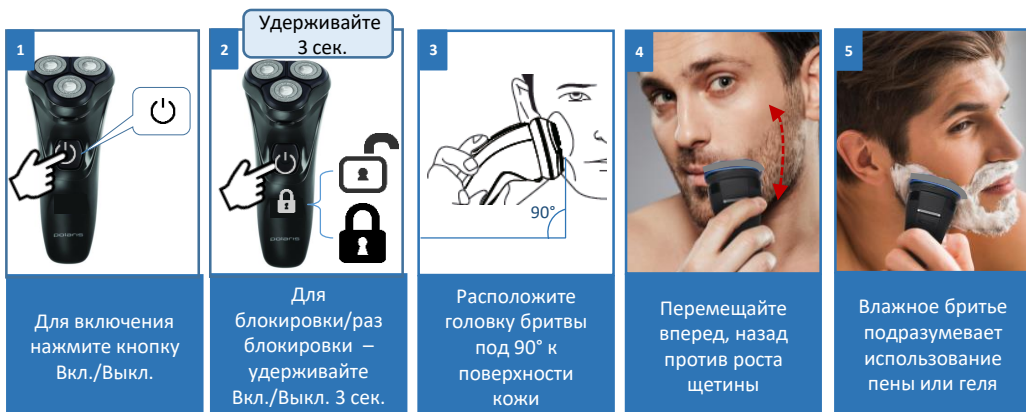 1
Для включения
нажмите кнопку
Вкл./Выкл.
2
Удерживайте
3 сек.
polaris
polaris
Для
блокировки/раз
блокировки –
удерживайте
Вкл./Выкл. 3 сек.
3
90°
Расположите
головку бритвы
под 90° к
поверхности
кожи
4
Перемещайте
вперед, назад
против роста
щетины
5
Влажное бритье
подразумевает
использование
пены или геля